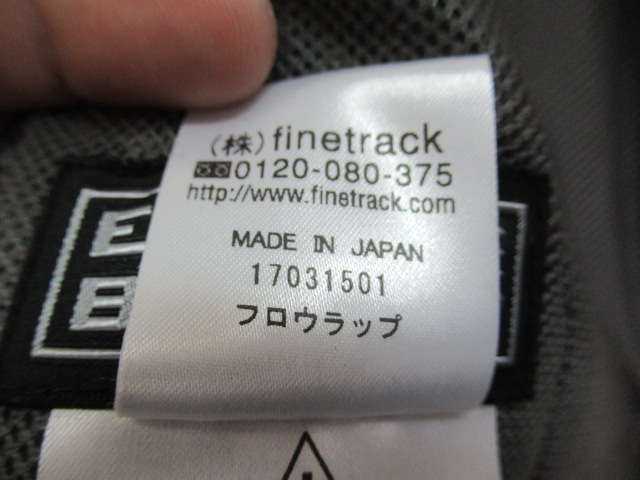 (株)finetrack
0120-080-375
http://www.finetrack.com
MADE IN JAPAN
17031501
フロウラップ